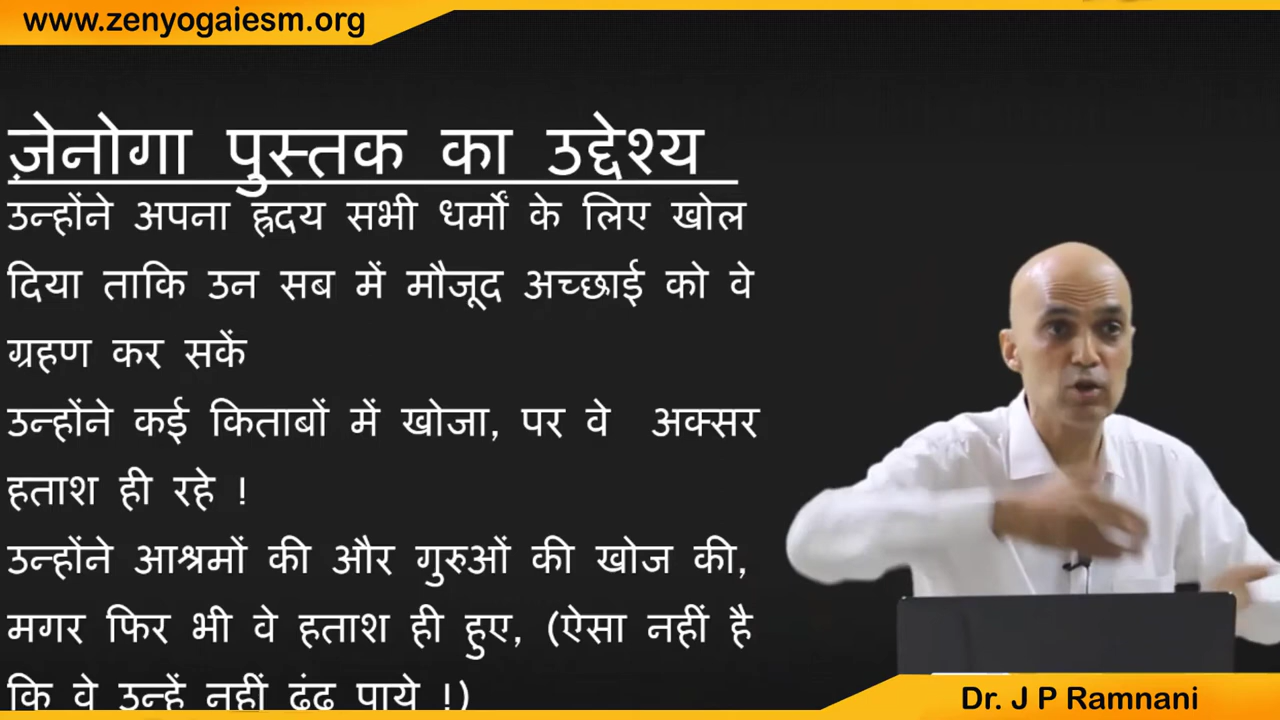 www.zenyogaiesm.org
ज़ेनोगा पुस्तक का उद्देश्य
उन्होंने अपना ह्रदय सभी धर्मों के लिए खोल
दिया ताकि उन सब में मौजूद अच्छाई को वे
ग्रहण कर सकें
उन्होंने कई किताबों में खोजा, पर वे अक्सर
हताश ही रहे !
उन्होंने आश्रमों की और गुरुओं की खोज की,
मगर फिर भी वे हताश ही हुए, (ऐसा नहीं है
कि वे उन्हें नहीं ढूंढ पाये !)
Dr. J P Ramnani